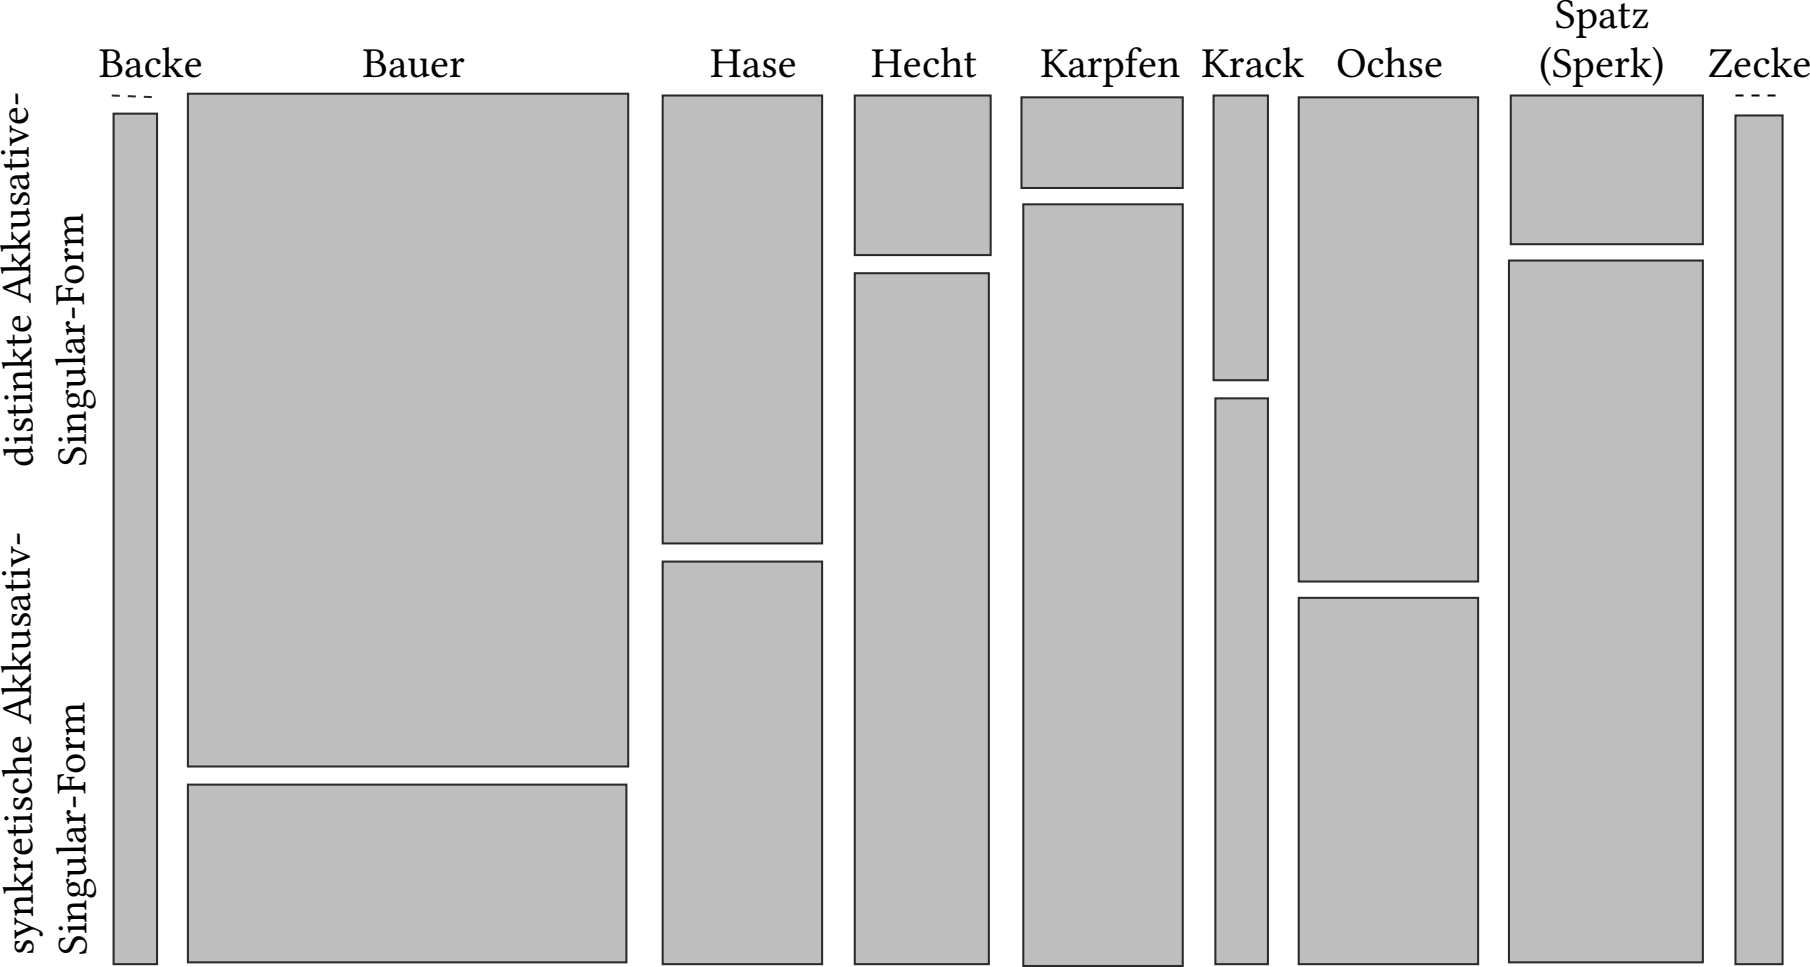 Spatz
Backe Bauer Hase Hecht Karpfen Krack Ochse (Sperk) Zecke
distinkte Akkusative-
Singular-Form
synkretische Akkusativ-
Singular-Form